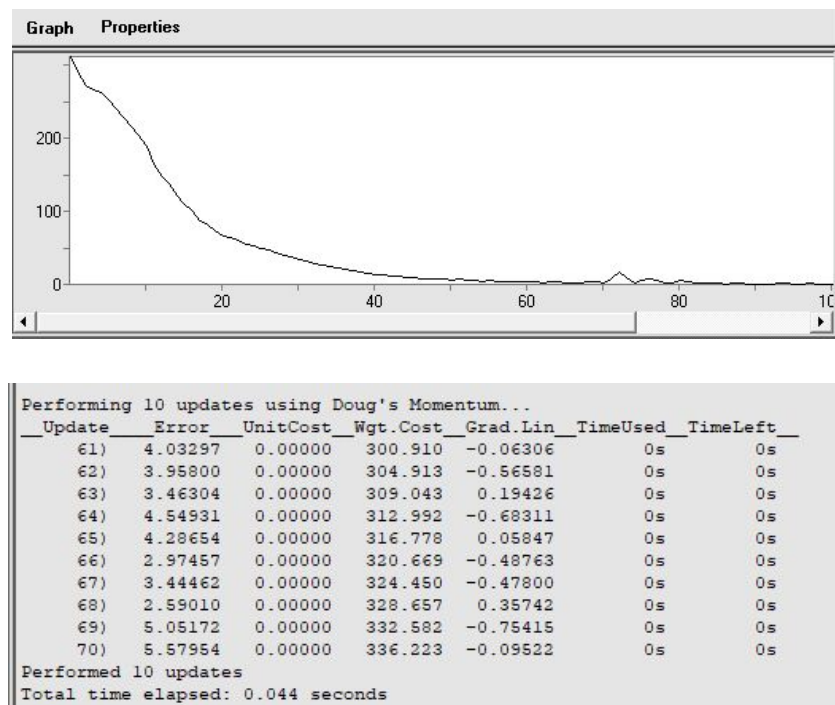 Graph Properties
200
100
0
20 40 60 80 10
Performing 10 updates using Doug's Momentum...
__Update____Error___UnitCost__Wgt.Cost__Grad.Lin__TimeUsed__TimeLeft__
61) 4.03297 0.00000 300.910 -0.06306 0s 0s
62) 3.95800 0.00000 304.913 -0.56581 0s 0s
63) 3.46304 0.00000 309.043 0.19426 0s 0s
64) 4.54931 0.00000 312.992 -0.68311 0s 0s
65) 4.28654 0.00000 316.778 0.05847 0s 0s
66) 2.97457 0.00000 320.669 -0.48763 0s 0s
67) 3.44462 0.00000 324.450 -0.47800 0s 0s
68) 2.59010 0.00000 328.657 0.35742 0s 0s
69) 5.05172 0.00000 332.582 -0.75415 0s 0s
70) 5.57954 0.00000 336.223 -0.09522 0s 0s
Performed 10 updates
Total time elapsed: 0.044 seconds